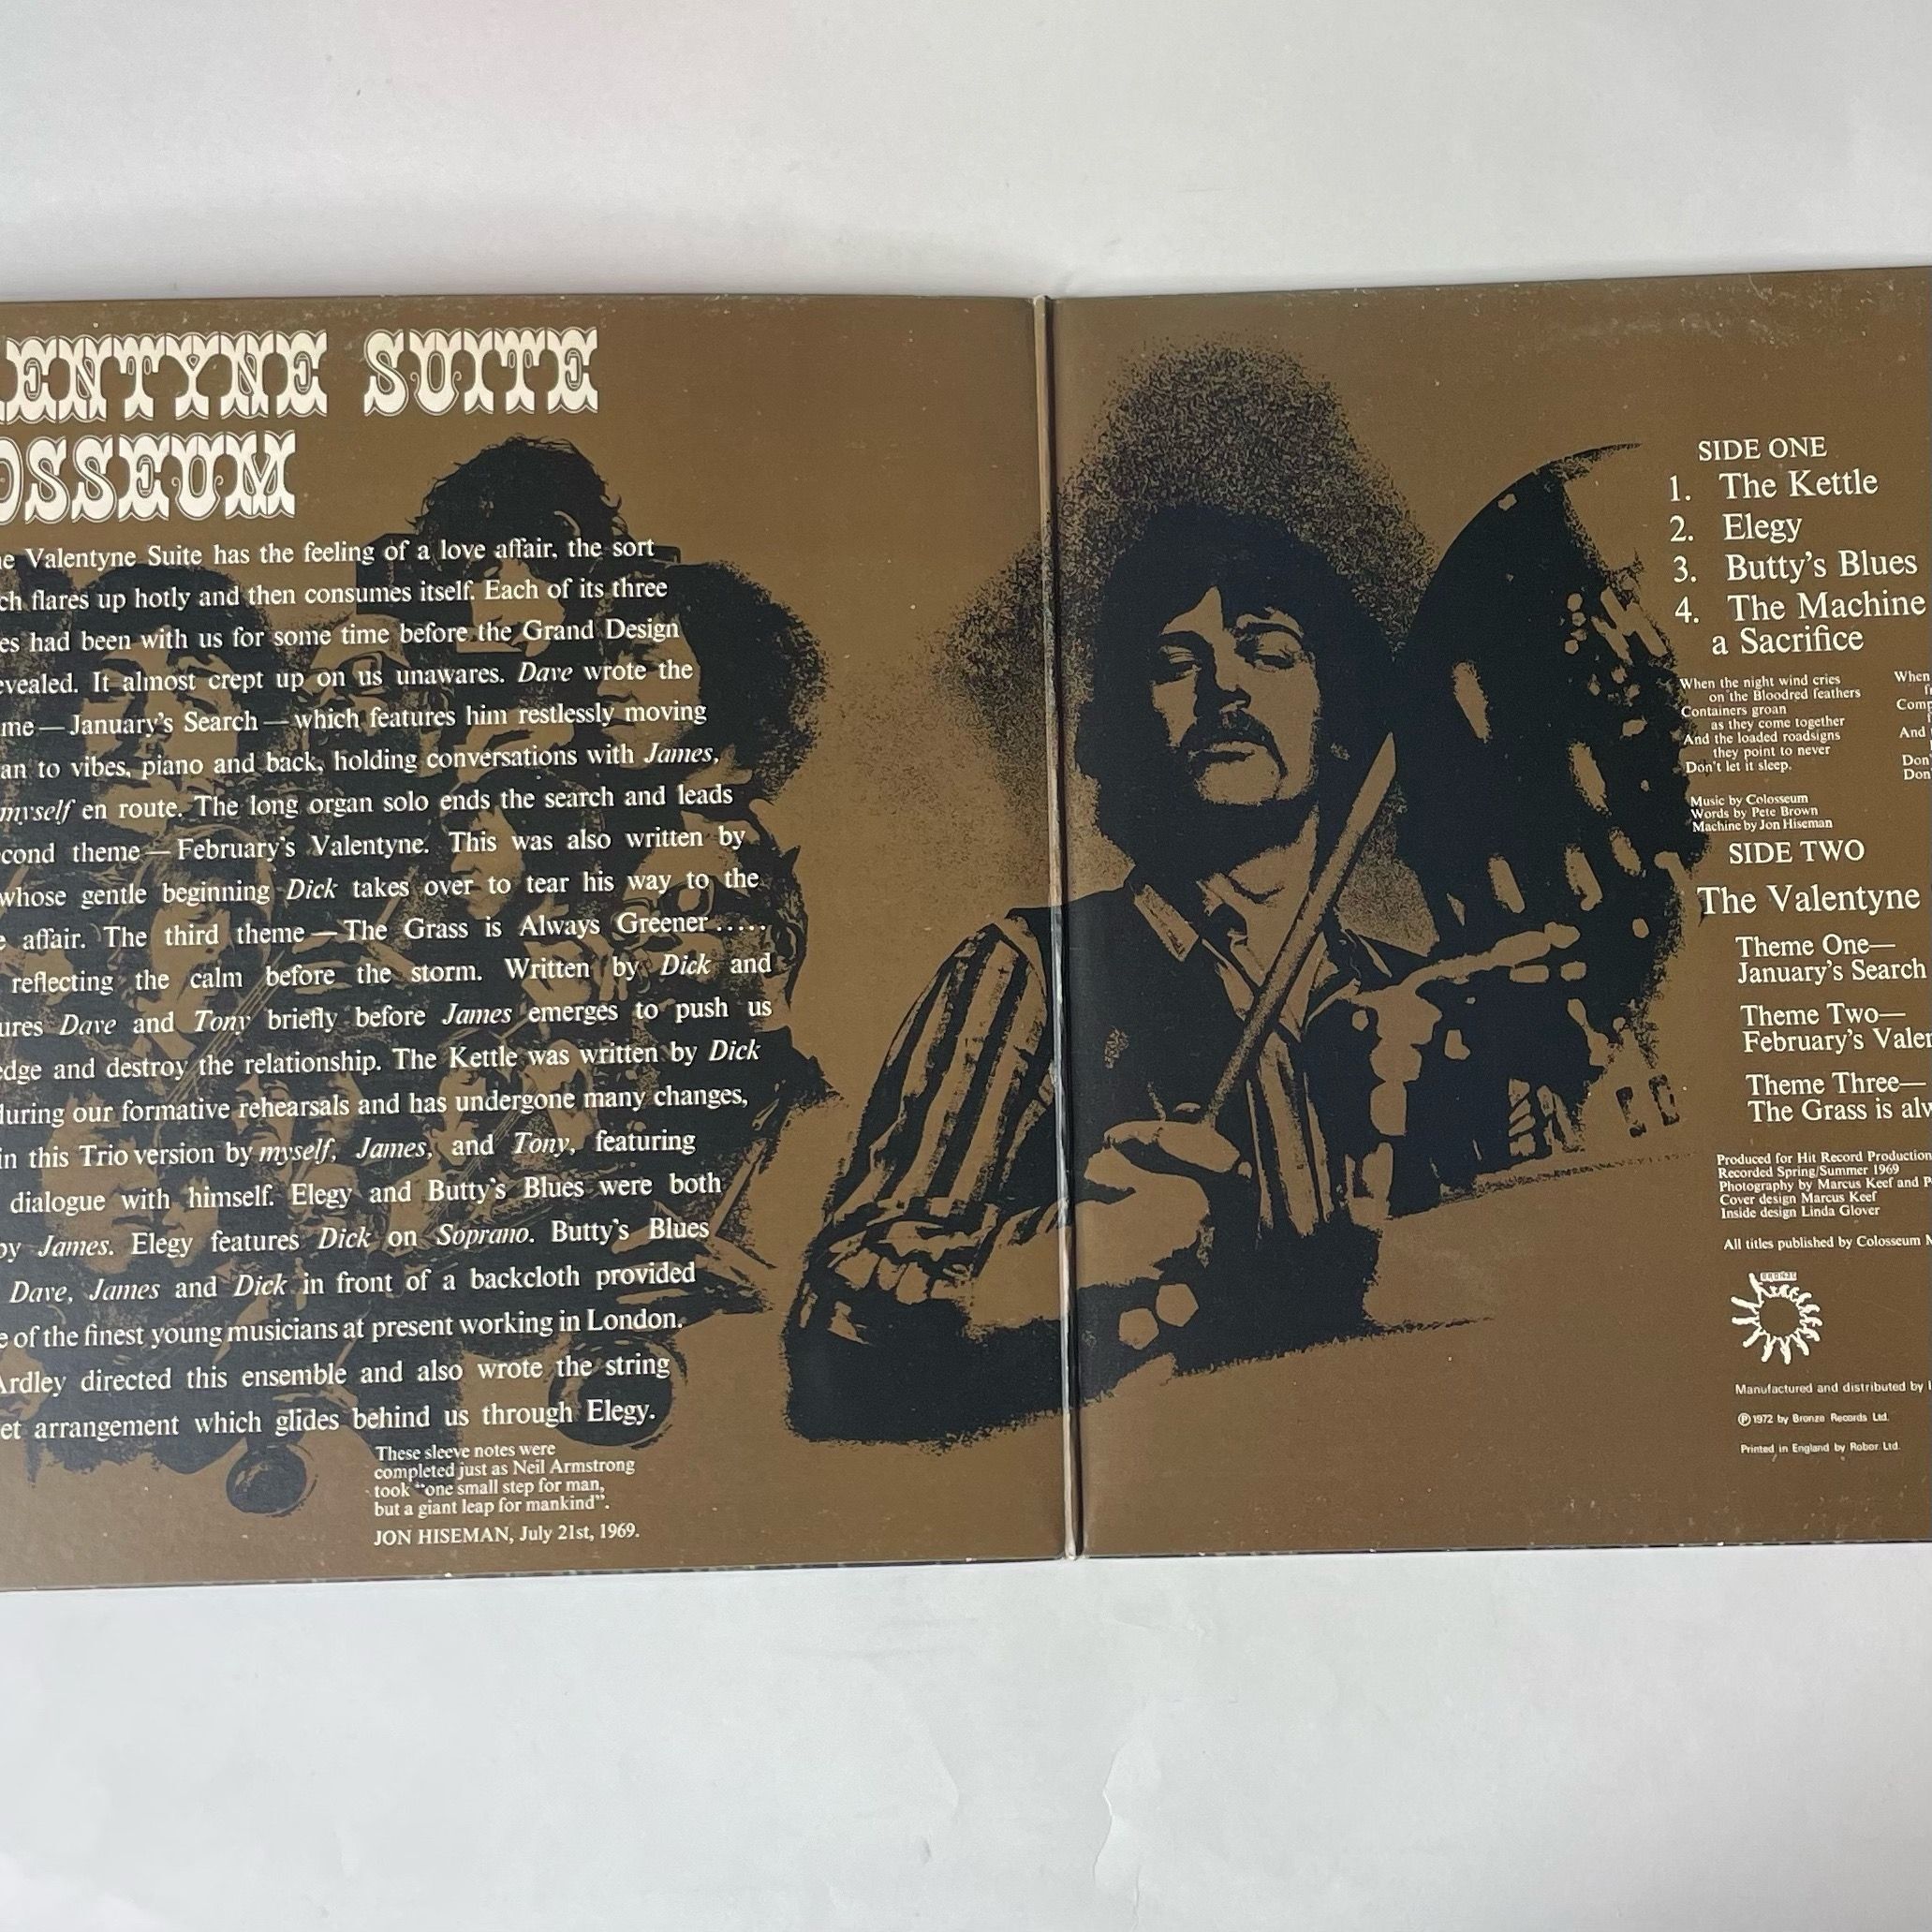 ENTYNE SUITE
OSSEUM
Valentyne Suite has the feeling of a love affair, the sort
flares up hotly and then consumes itself. Each of its three
had been with us for some time before the Grand Design
It almost crept up on us unawares. Dave wrote the
— January's Search — which features him restlessly moving
to vibes, piano and back, holding conversations with James,
myself en route. The long organ solo ends the search and leads
theme — February's Valentyne. This was also written by
whose gentle beginning Dick takes over to tear his way to the
affair. The third theme — The Grass is Always Greener .....
reflecting the calm before the storm. Written by Dick and
Dave and Tony briefly before James emerges to push us
and destroy the relationship. The Kettle was written by Dick
during our formative rehearsals and has undergone many changes,
in this Trio version by myself, James, and Tony, featuring
dialogue with himself. Elegy and Butty's Blues were both
by James. Elegy features Dick on Soprano. Butty's Blues
Dave, James and Dick in front of a backcloth provided
of the finest young musicians at present working in London.
Ardley directed this ensemble and also wrote the string
arrangement which glides behind us through Elegy.
These sleeve notes were
completed just as Neil Armstrong
took "one small step for man,
but a giant leap for mankind".
JON HISEMAN, July 21st, 1969.
SIDE ONE
1. The Kettle
2. Elegy
3. Butty's Blues
4. The Machine
a Sacrifice
When the night wind cries
on the Bloodred feathers
Containers groan
as they come together
And the loaded roadsigns
they point to never
Don't let it sleep.
When
And
Music by Colosseum
Words by Pete Brown
Machine by Jon Hiseman
SIDE TWO
The Valentyne
Theme One—
January's Search
Theme Two—
February's
Theme Three—
The Grass is
Produced for Hit Record Production
Recorded Spring/Summer 1969
Photography by Marcus Keef and
Cover design Marcus Keef
Inside design Linda Glover
All titles published by Colosseum
BRONZE
Manufactured and distributed by
℗ 1972 by Bronze Records Ltd.
Printed in England by Robor Ltd.